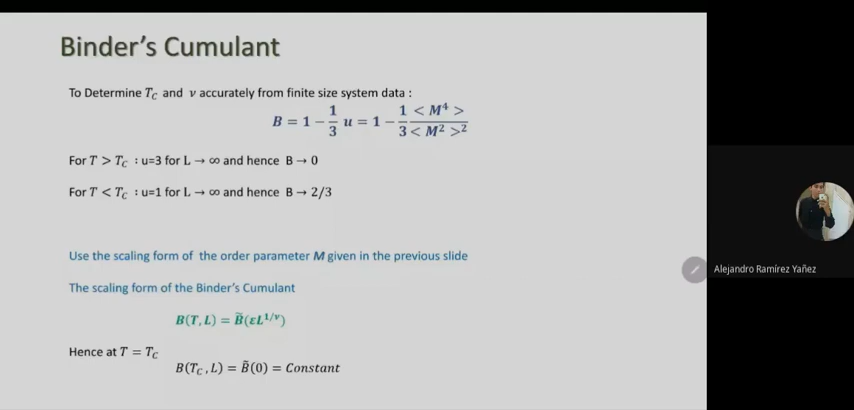 Binder's Cumulant
To Determine T_C and ν accurately from finite size system data :
B = 1 − 1/3 u = 1 − 1/3 <M⁴>/<M²>²
For T > T_C : u=3 for L → ∞ and hence B → 0
For T < T_C : u=1 for L → ∞ and hence B → 2/3
Use the scaling form of the order parameter M given in the previous slide
The scaling form of the Binder's Cumulant
B(T, L) = B̃(εL^{1/ν})
Hence at T = T_C
B(T_C, L) = B̃(0) = Constant
Alejandro Ramírez Yañez